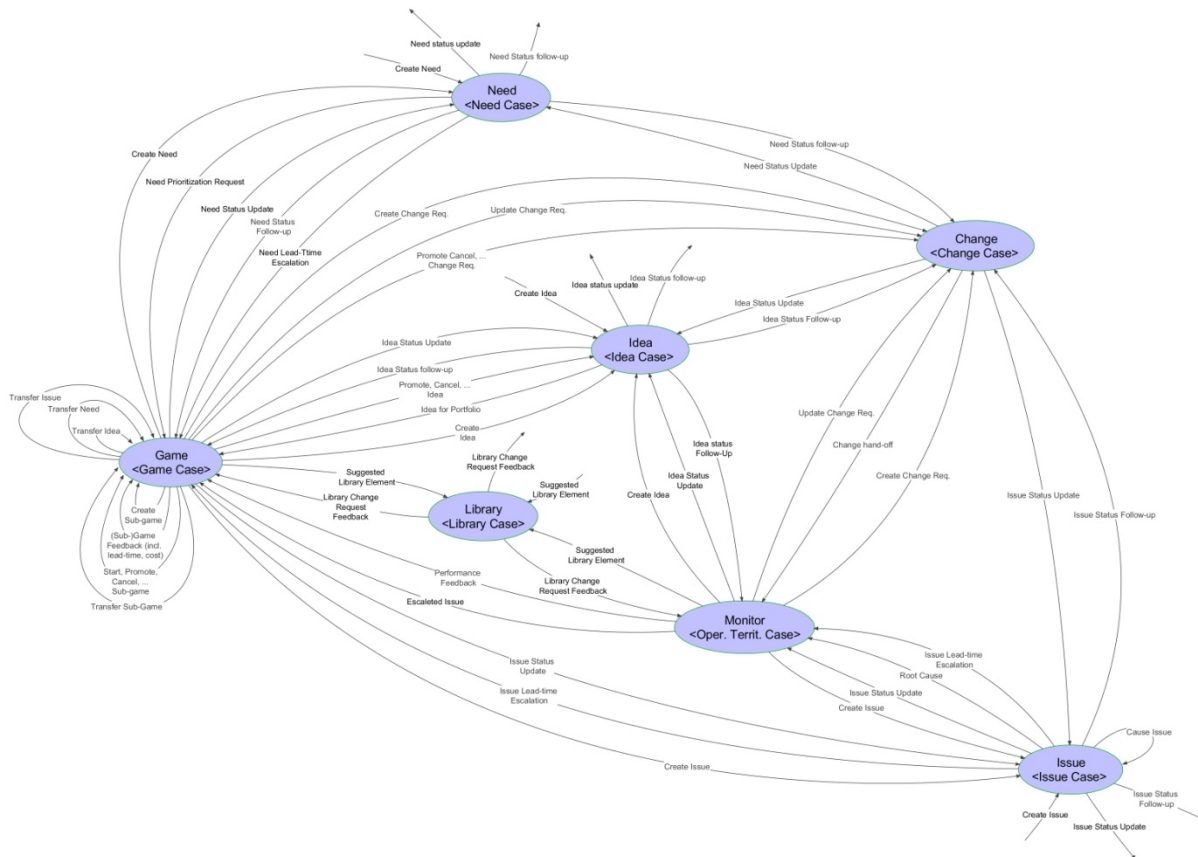 Need status update
Need Status follow-up
Create Need
Need
<Need Case>
Create Need
Need Prioritization Request
Need Status Update
Need Status
Follow-up
Need Lead-Ttime
Escalation
Need Status follow-up
Need Status Update
Create Change Req.
Update Change Req.
Promote Cancel, ...
Change Req.
Change
<Change Case>
Create Idea
Idea status update
Idea Status follow-up
Idea Status Update
Idea Status Follow-up
Idea
<Idea Case>
Idea Status Update
Idea Status follow-up
Promote, Cancel, ...
Idea
Idea for Portfolio
Create
Idea
Transfer Issue
Transfer Need
Transfer Idea
Game
<Game Case>
Create
Sub-game
(Sub-)Game
Feedback (incl.
lead-time, cost)
Start, Promote,
Cancel, ...
Sub-game
Transfer Sub-Game
Suggested
Library Element
Library Change
Request
Feedback
Library Change
Request Feedback
Suggested
Library Element
Library
<Library Case>
Create Idea
Idea Status
Update
Idea status
Follow-Up
Update Change Req.
Change hand-off
Create Change Req.
Issue Status Update
Issue Status Follow-up
Suggested
Library Element
Library Change
Request Feedback
Performance
Feedback
Escaleted Issue
Monitor
<Oper. Territ. Case>
Issue Status
Update
Issue Lead-time
Escalation
Create Issue
Issue Lead-time
Escalation
Root Cause
Issue Status Update
Create Issue
Cause Issue
Issue
<Issue Case>
Create Issue
Issue Status Update
Issue Status
Follow-up